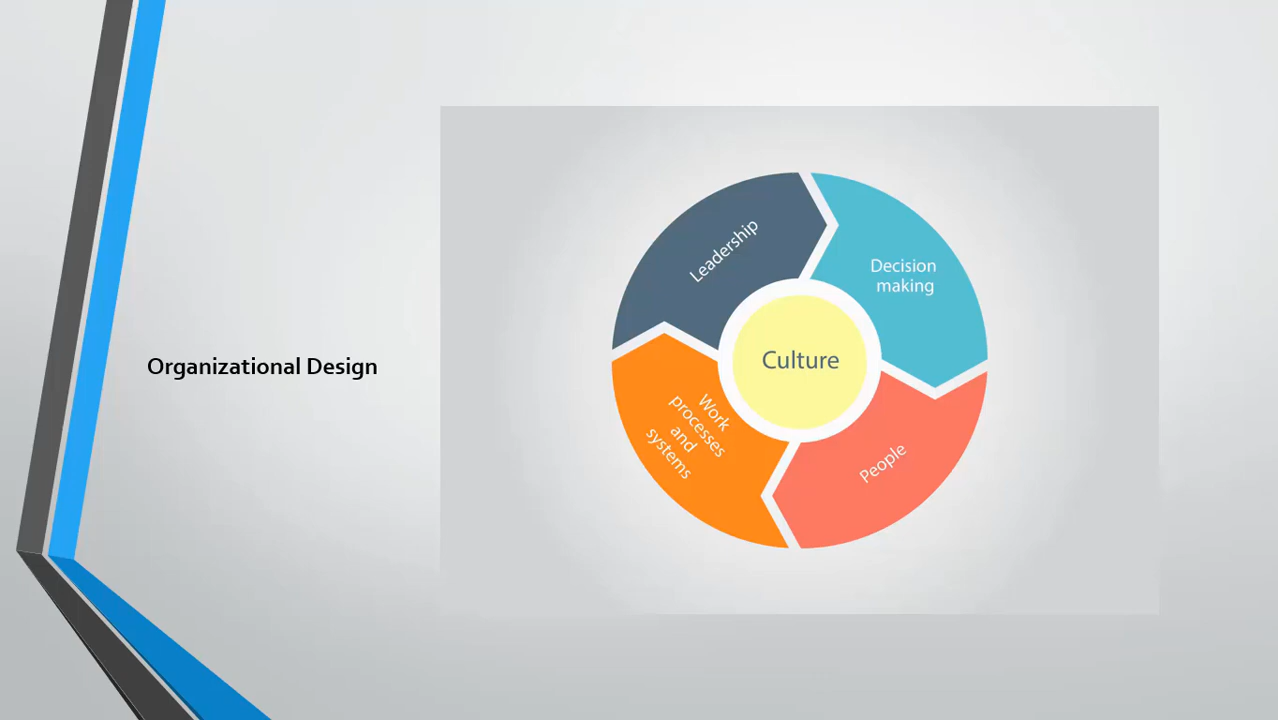 Organizational Design
Leadership
Decision
making
Culture
Work
processes
and
systems
People